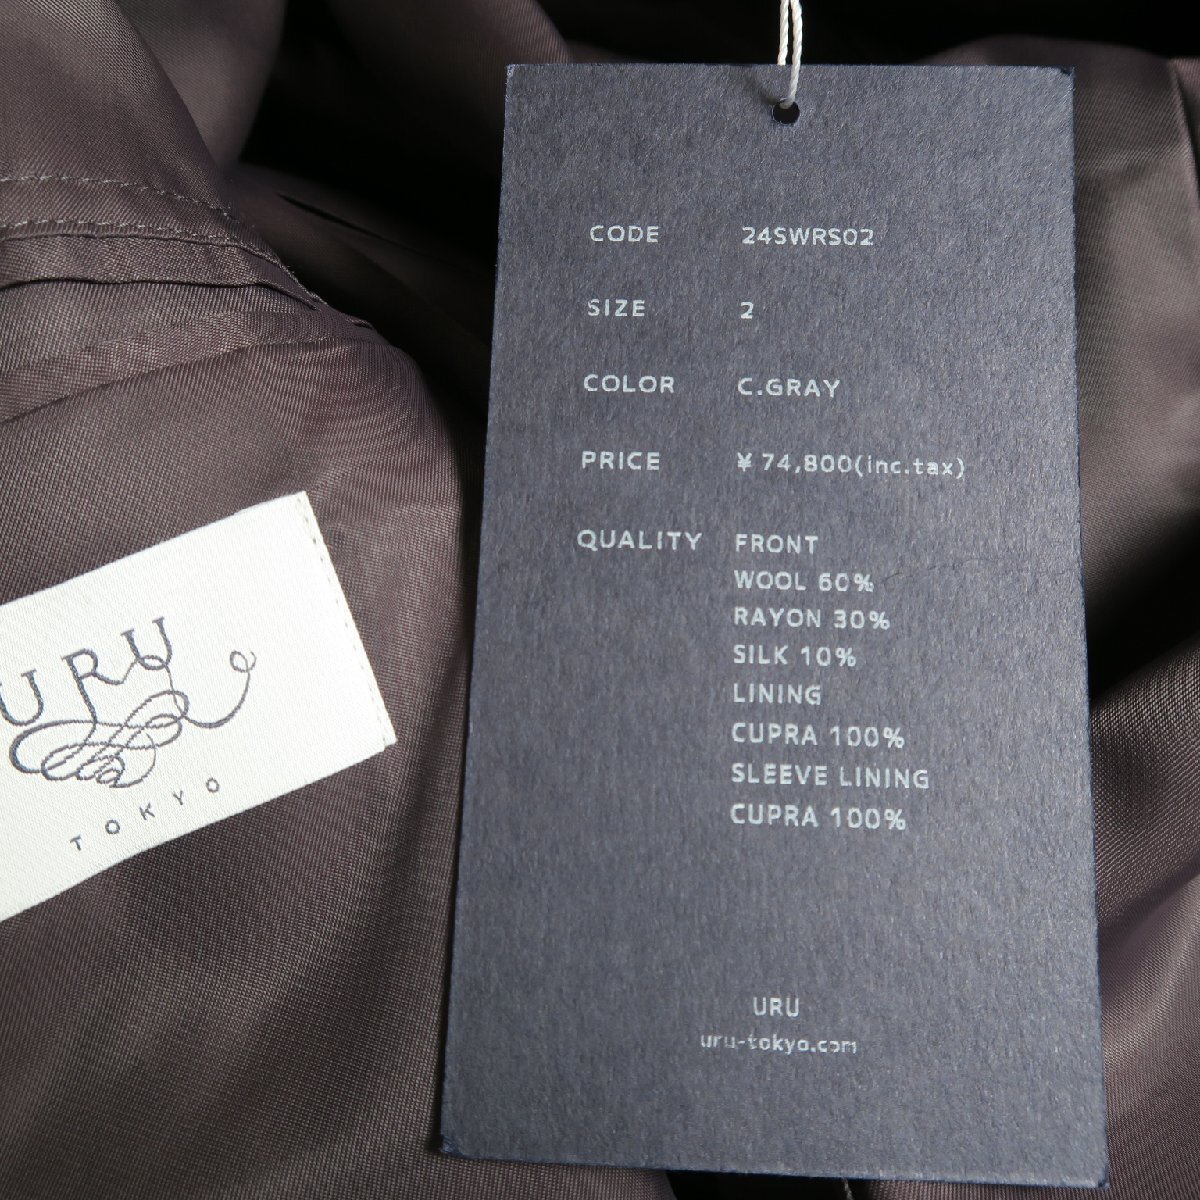 CODE 24SWRS02
SIZE 2
COLOR C.GRAY
PRICE ¥ 74,800(inc.tax)
QUALITY FRONT
WOOL 60%
RAYON 30%
SILK 10%
LINING
CUPRA 100%
SLEEVE LINING
CUPRA 100%
URU
uru-tokyo.com
URU
TOKYO